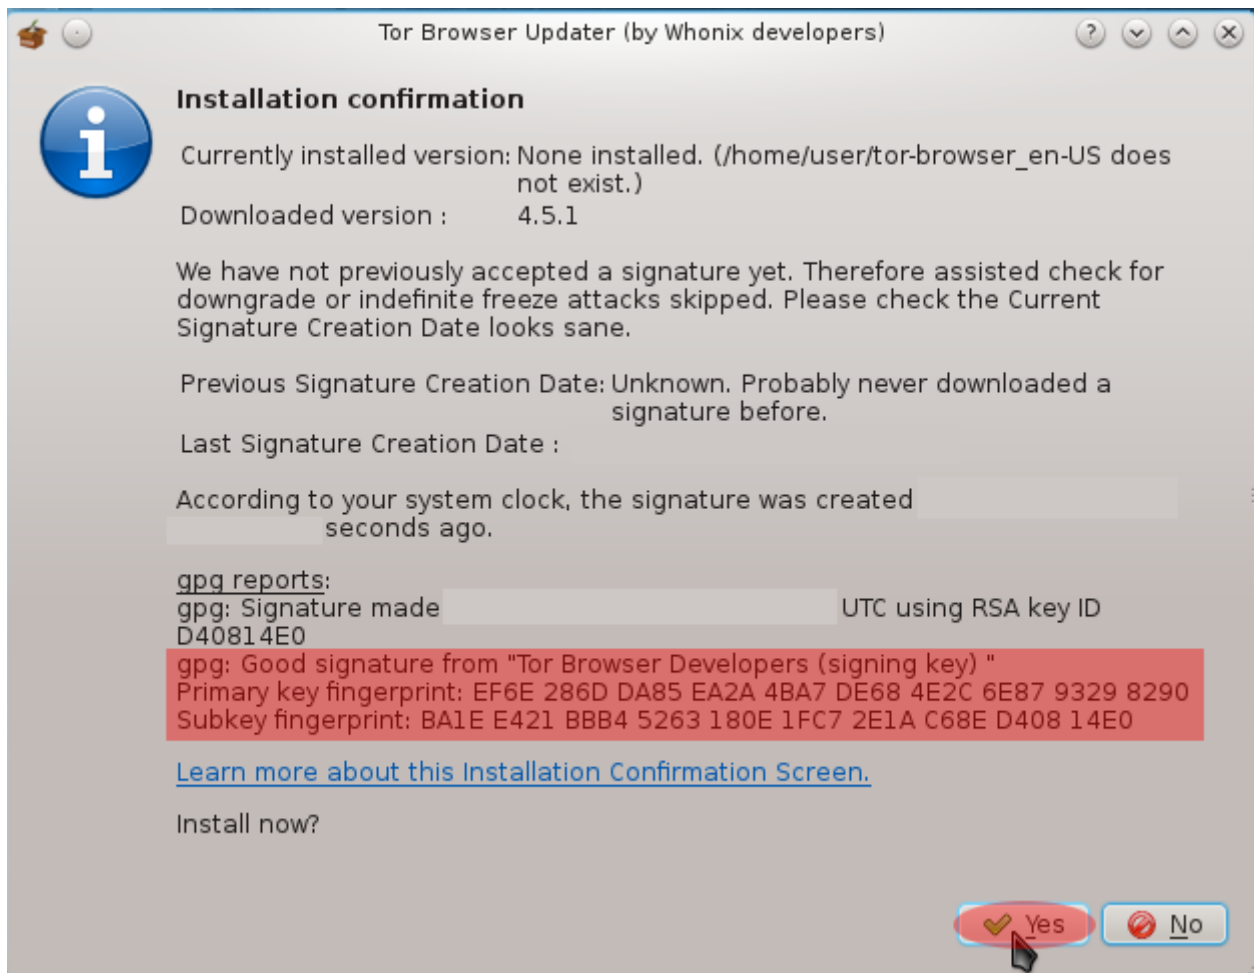 Tor Browser Updater (by Whonix developers)
Installation confirmation
Currently installed version: None installed. (/home/user/tor-browser_en-US does
not exist.)
Downloaded version : 4.5.1
We have not previously accepted a signature yet. Therefore assisted check for
downgrade or indefinite freeze attacks skipped. Please check the Current
Signature Creation Date looks sane.
Previous Signature Creation Date: Unknown. Probably never downloaded a
signature before.
Last Signature Creation Date :
According to your system clock, the signature was created
seconds ago.
gpg reports:
gpg: Signature made UTC using RSA key ID
D40814E0
gpg: Good signature from "Tor Browser Developers (signing key) "
Primary key fingerprint: EF6E 286D DA85 EA2A 4BA7 DE68 4E2C 6E87 9329 8290
Subkey fingerprint: BA1E E421 BBB4 5263 180E 1FC7 2E1A C68E D408 14E0
Learn more about this Installation Confirmation Screen.
Install now?
Yes No